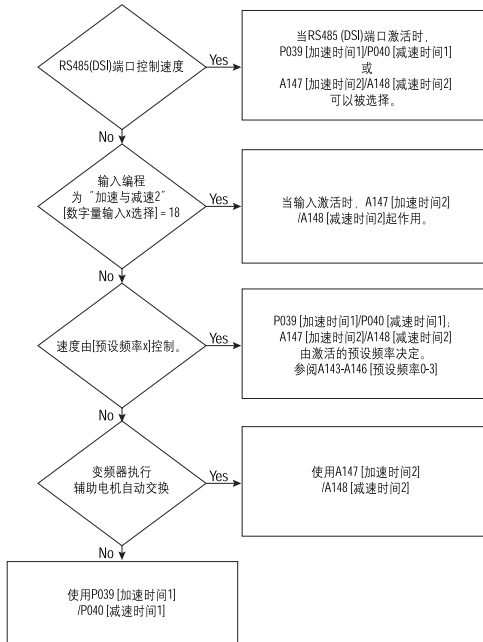 RS485(DSI)端口控制速度
Yes
当RS485 (DSI)端口激活时,
P039 [加速时间1]/P040 [减速时间1]
或
A147 [加速时间2]/A148 [减速时间2]
可以被选择。
No
输入编程
为“加速与减速2”
[数字量输入x选择] = 18
Yes
当输入激活时, A147 [加速时间2]
/A148 [减速时间2]起作用。
No
速度由[预设频率x]控制。
Yes
P039 [加速时间1]/P040 [减速时间1];
A147 [加速时间2]/A148 [减速时间2]
由激活的预设频率决定。
参阅A143-A146 [预设频率0-3]
No
变频器执行
辅助电机自动交换
Yes
使用A147 [加速时间2]
/A148 [减速时间2]
No
使用P039 [加速时间1]
/P040 [减速时间1]